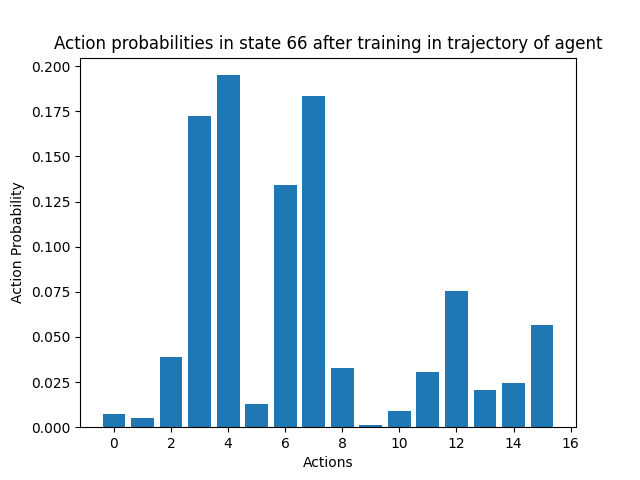 Action probabilities in state 66 after training in trajectory of agent
0.200
0.175
0.150
0.125
0.100
0.075
0.050
0.025
0.000
Action Probability
0 2 4 6 8 10 12 14 16
Actions